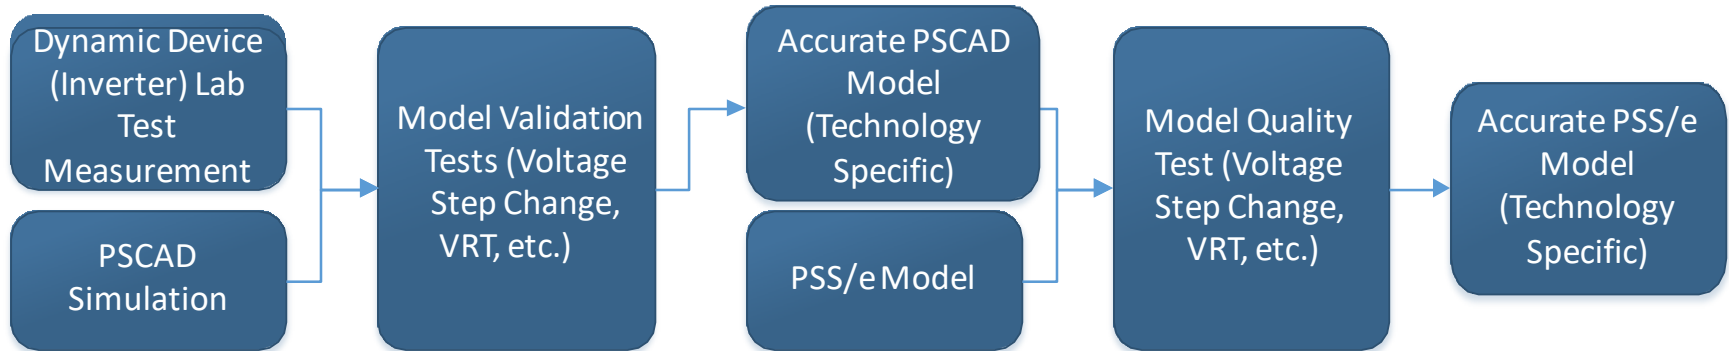 Dynamic Device
(Inverter) Lab
Test
Measurement
PSCAD
Simulation
Model Validation
Tests (Voltage
Step Change,
VRT, etc.)
Accurate PSCAD
Model
(Technology
Specific)
PSS/e Model
Model Quality
Test (Voltage
Step Change,
VRT, etc.)
Accurate PSS/e
Model
(Technology
Specific)